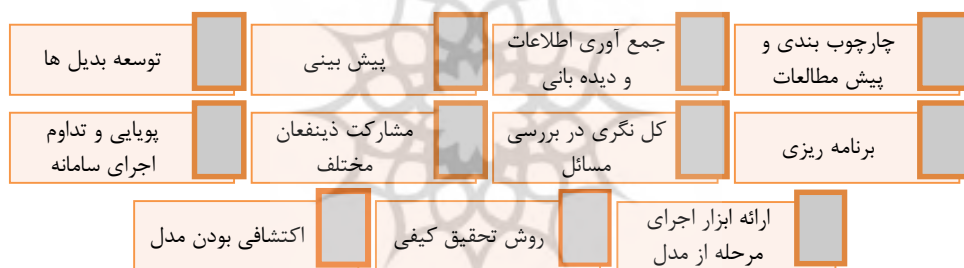 چارچوب بندی و
پیش مطالعات
جمع آوری اطلاعات
و دیده بانی
پیش بینی
توسعه بدیل ها
برنامه ریزی
کل نگری در بررسی
مسائل
مشارکت ذینفعان
مختلف
پویایی و تداوم
اجرای سامانه
ارائه ابزار اجرای
مرحله از مدل
روش تحقیق کیفی
اکتشافی بودن مدل